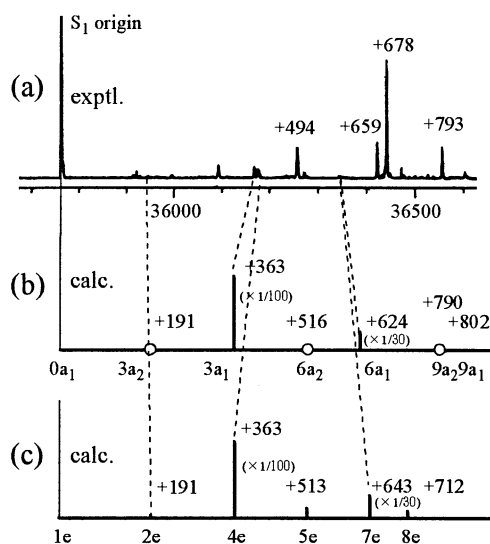 S₁ origin
+678
(a) exptl.
+494 +659 +793
36000 36500
(b) calc.
+363
(×1/100)
+790
+191 +516 +624 +802
(×1/30)
0a₁ 3a₂ 3a₁ 6a₂ 6a₁ 9a₂9a₁
(c) calc.
+363
(×1/100)
+191 +513 +643 +712
(×1/30)
1e 2e 4e 5e 7e 8e